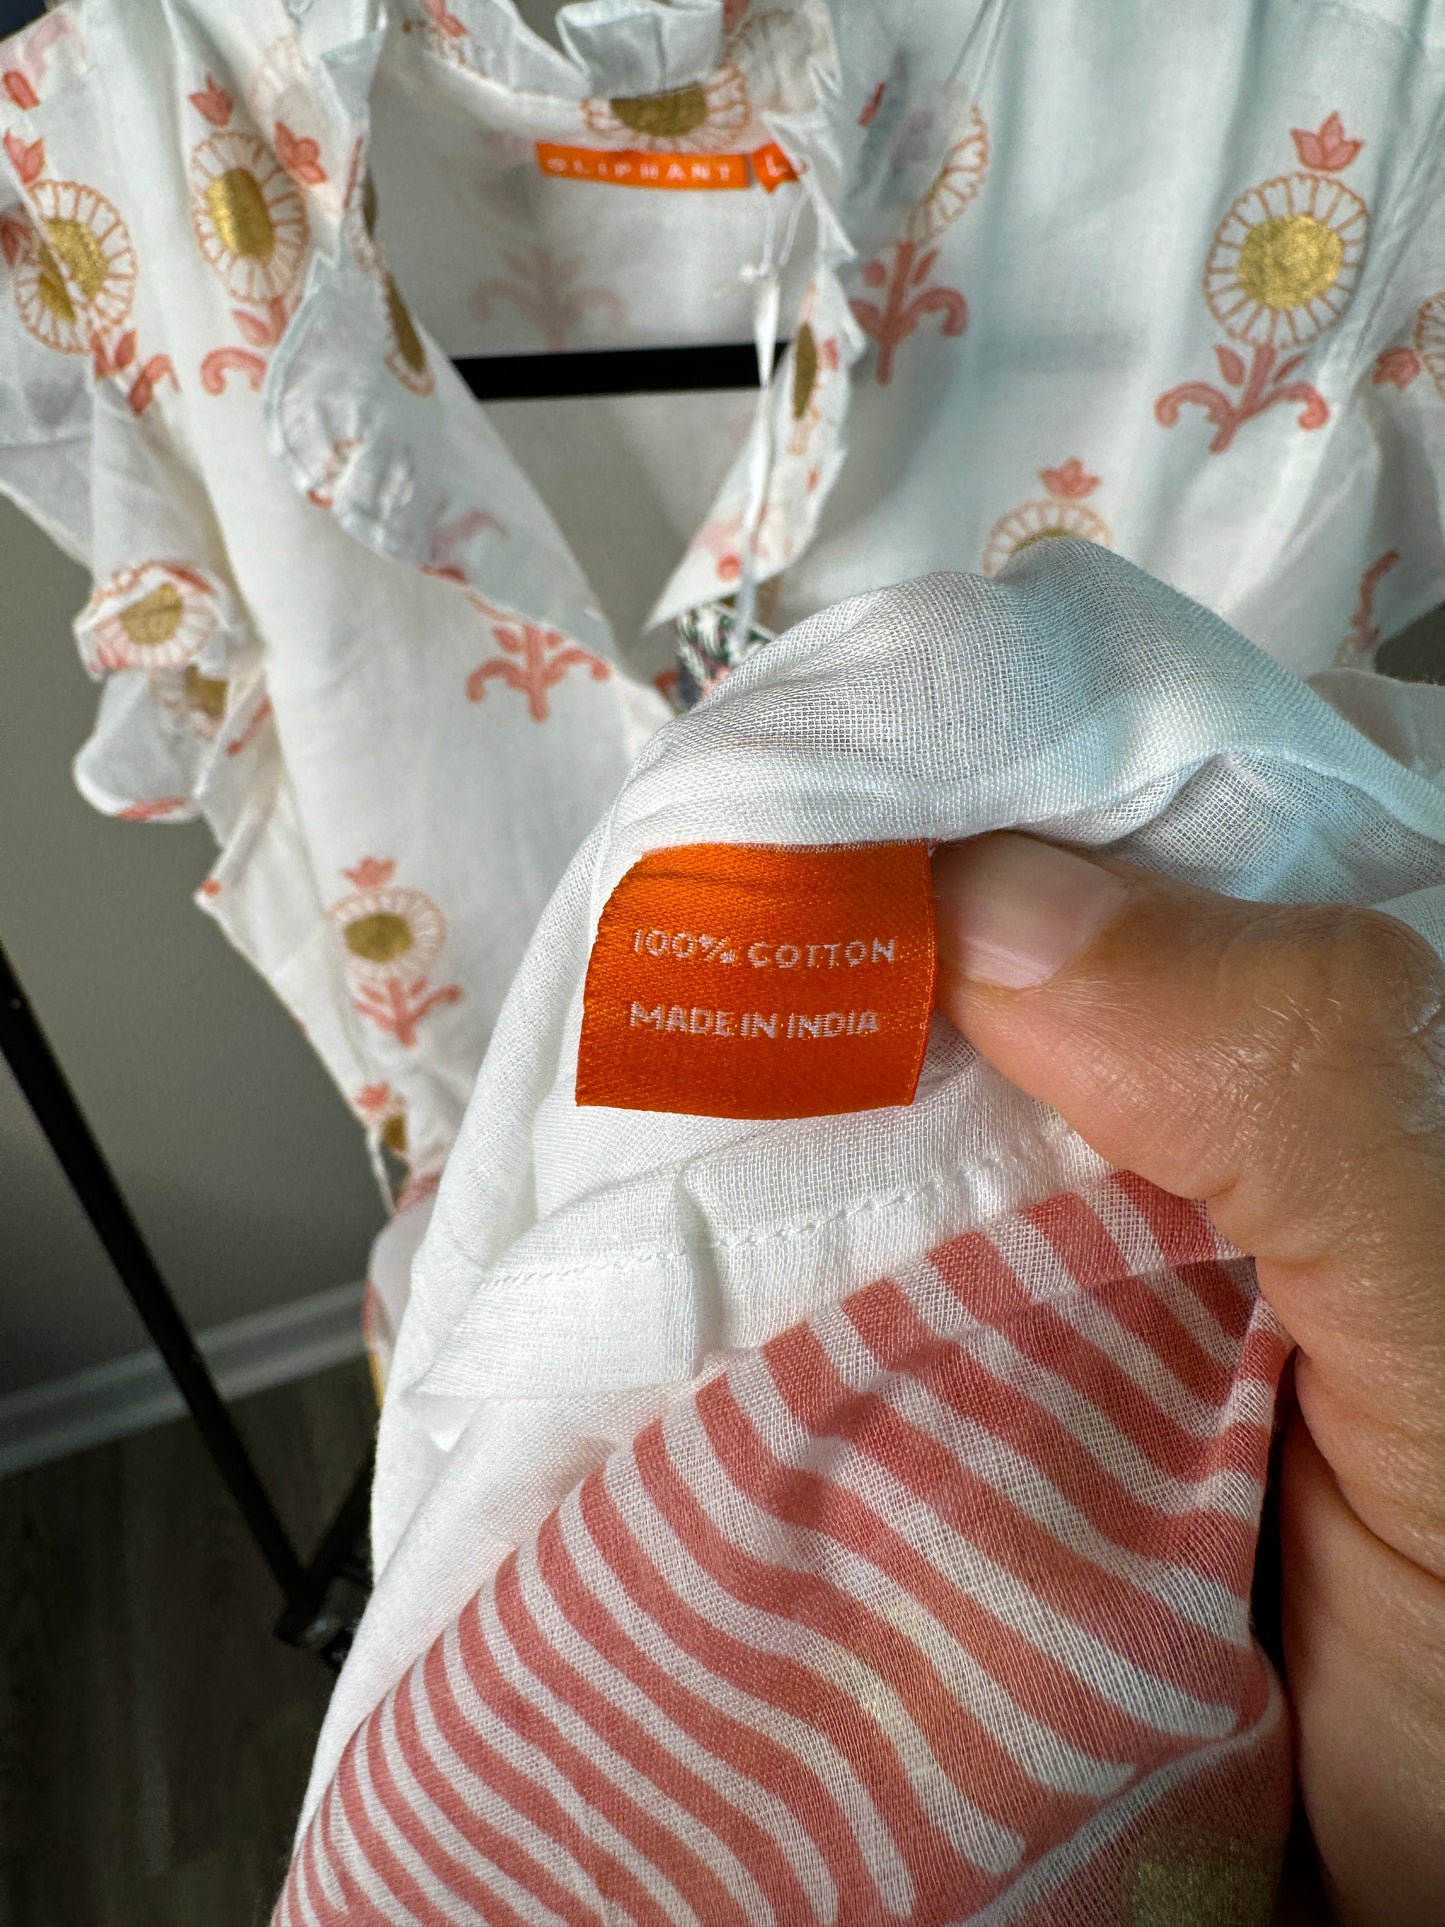 OLIPHANT
L
100% COTTON
MADE IN INDIA